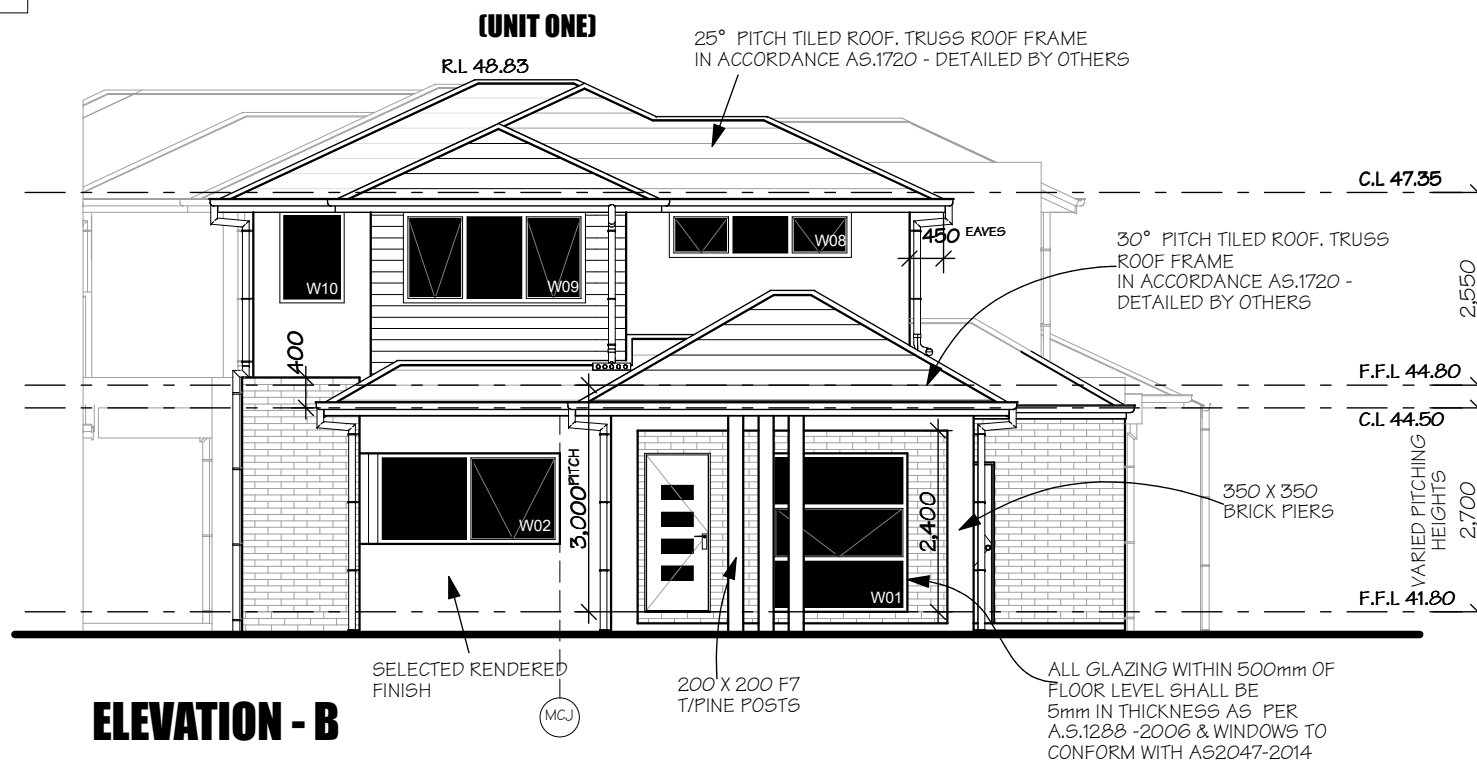 (UNIT ONE)
25° PITCH TILED ROOF. TRUSS ROOF FRAME
IN ACCORDANCE AS.1720 - DETAILED BY OTHERS
R.L 48.83
C.L 47.35
450 EAVES
30° PITCH TILED ROOF. TRUSS
ROOF FRAME
IN ACCORDANCE AS.1720 -
DETAILED BY OTHERS
W10
W09
W08
2,550
400
F.F.L 44.80
C.L 44.50
3,000 PITCH
2,400
W02
W01
350 X 350
BRICK PIERS
VARIED PITCHING
HEIGHTS
2,700
F.F.L 41.80
SELECTED RENDERED
FINISH
MCJ
200 X 200 F7
T/PINE POSTS
ALL GLAZING WITHIN 500mm OF
FLOOR LEVEL SHALL BE
5mm IN THICKNESS AS PER
A.S.1288 -2006 & WINDOWS TO
CONFORM WITH AS2047-2014
ELEVATION - B